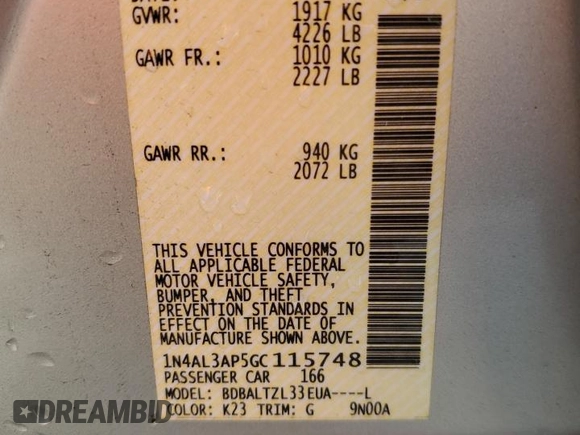 GVWR: 1917 KG
4226 LB
GAWR FR.: 1010 KG
2227 LB
GAWR RR.: 940 KG
2072 LB
THIS VEHICLE CONFORMS TO
ALL APPLICABLE FEDERAL
MOTOR VEHICLE SAFETY,
BUMPER, AND THEFT
PREVENTION STANDARDS IN
EFFECT ON THE DATE OF
MANUFACTURE SHOWN ABOVE.
1N4AL3AP5GC115748
PASSENGER CAR 166
MODEL: BDBALTZL33EUA----L
COLOR: K23 TRIM: G 9N00A
DREAMBID